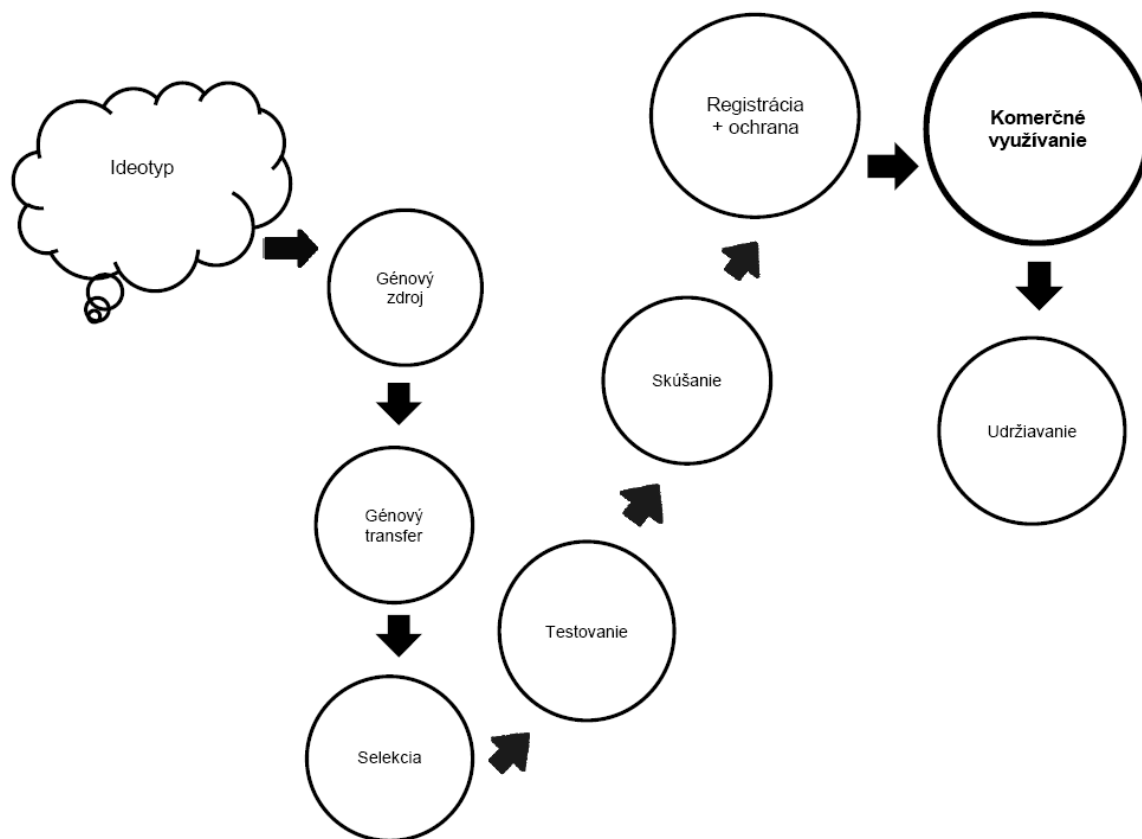 Ideotyp
Génový
zdroj
Génový
transfer
Selekcia
Testovanie
Skúšanie
Registrácia
+ ochrana
Komerčné
využívanie
Udržiavanie